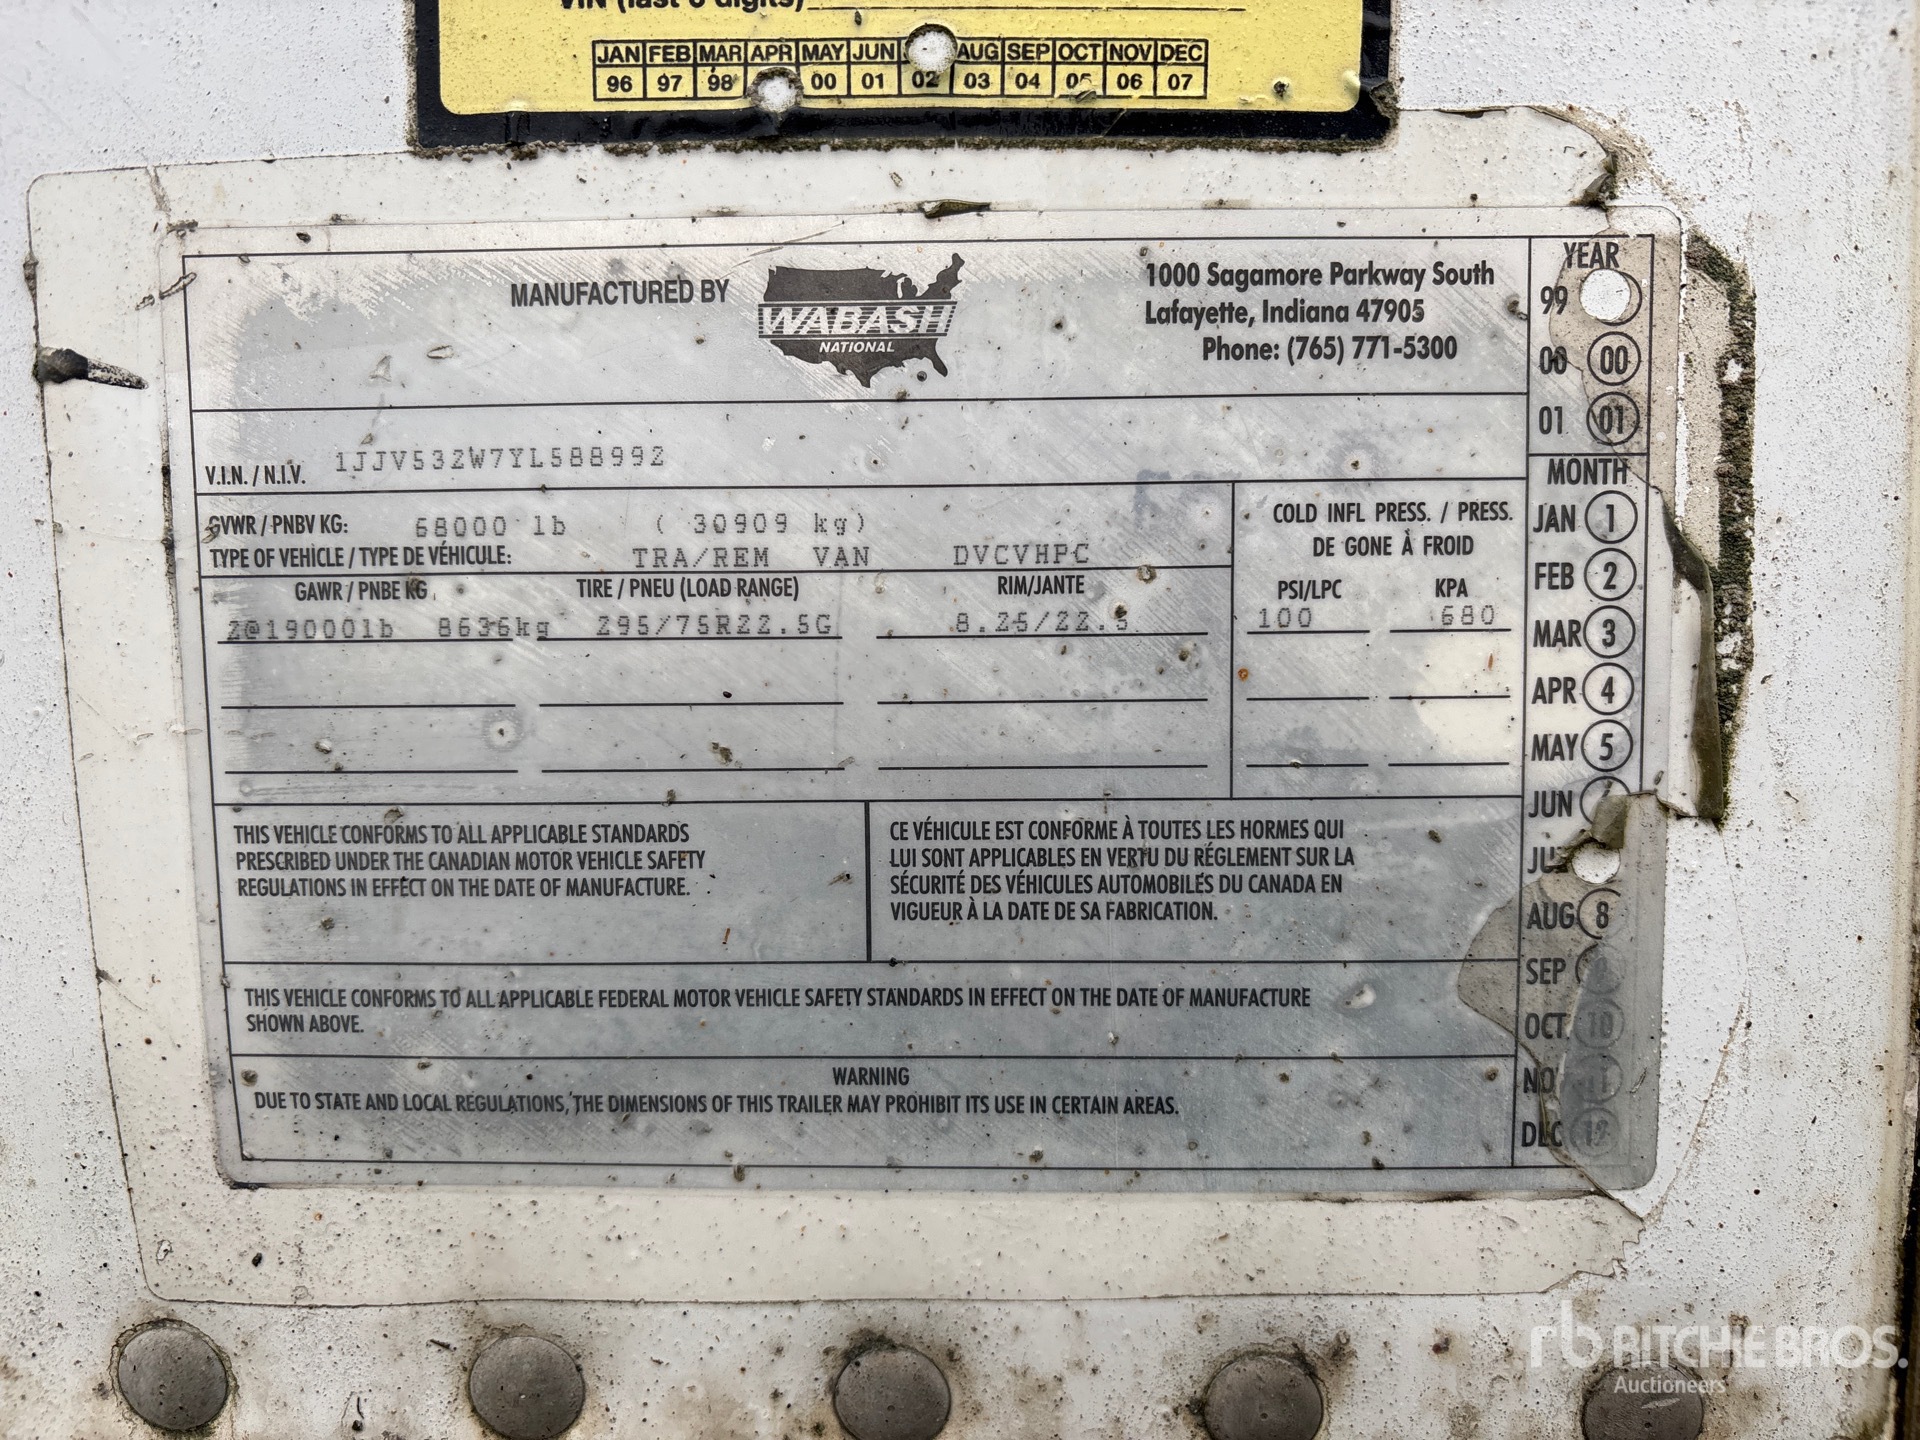 VIN (last 6 digits)
JAN FEB MAR APR MAY JUN AUG SEP OCT NOV DEC
96 97 98 00 01 02 03 04 05 06 07
MANUFACTURED BY
WABASH
NATIONAL
1000 Sagamore Parkway South
Lafayette, Indiana 47905
Phone: (765) 771-5300
V.I.N. / N.I.V. 1JJV532W7YL588992
GVWR / PNBV KG: 68000 lb ( 30909 kg)
TYPE OF VEHICLE / TYPE DE VÉHICULE: TRA/REM VAN DVCVHPC
GAWR / PNBE KG TIRE / PNEU (LOAD RANGE) RIM/JANTE
2@19000lb 8636kg 295/75R22.5G 8.25/22.5
COLD INFL PRESS. / PRESS.
DE GONE À FROID
PSI/LPC KPA
100 680
THIS VEHICLE CONFORMS TO ALL APPLICABLE STANDARDS
PRESCRIBED UNDER THE CANADIAN MOTOR VEHICLE SAFETY
REGULATIONS IN EFFECT ON THE DATE OF MANUFACTURE.
CE VÉHICULE EST CONFORME À TOUTES LES HORMES QUI
LUI SONT APPLICABLES EN VERTU DU RÉGLEMENT SUR LA
SÉCURITÉ DES VÉHICULES AUTOMOBILES DU CANADA EN
VIGUEUR À LA DATE DE SA FABRICATION.
THIS VEHICLE CONFORMS TO ALL APPLICABLE FEDERAL MOTOR VEHICLE SAFETY STANDARDS IN EFFECT ON THE DATE OF MANUFACTURE
SHOWN ABOVE.
WARNING
DUE TO STATE AND LOCAL REGULATIONS, THE DIMENSIONS OF THIS TRAILER MAY PROHIBIT ITS USE IN CERTAIN AREAS.
YEAR
99
00 00
01 01
MONTH
JAN 1
FEB 2
MAR 3
APR 4
MAY 5
JUN
AUG 8
SEP 9
OCT 10
11
DEC 12
rb RITCHIE BROS.
Auctioneers